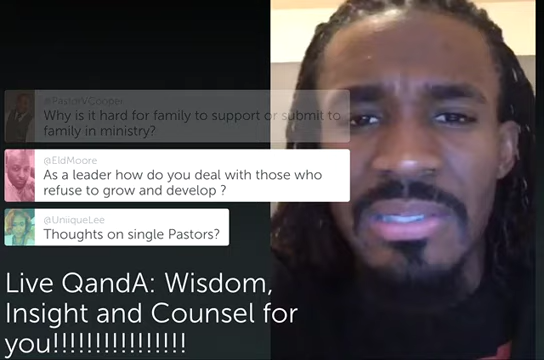 @PastorVCooper
Why is it hard for family to support or submit to
family in ministry?
@EldMoore
As a leader how do you deal with those who
refuse to grow and develop ?
@UniiqueLee
Thoughts on single Pastors?
Live QandA: Wisdom,
Insight and Counsel for
you!!!!!!!!!!!!!!!!